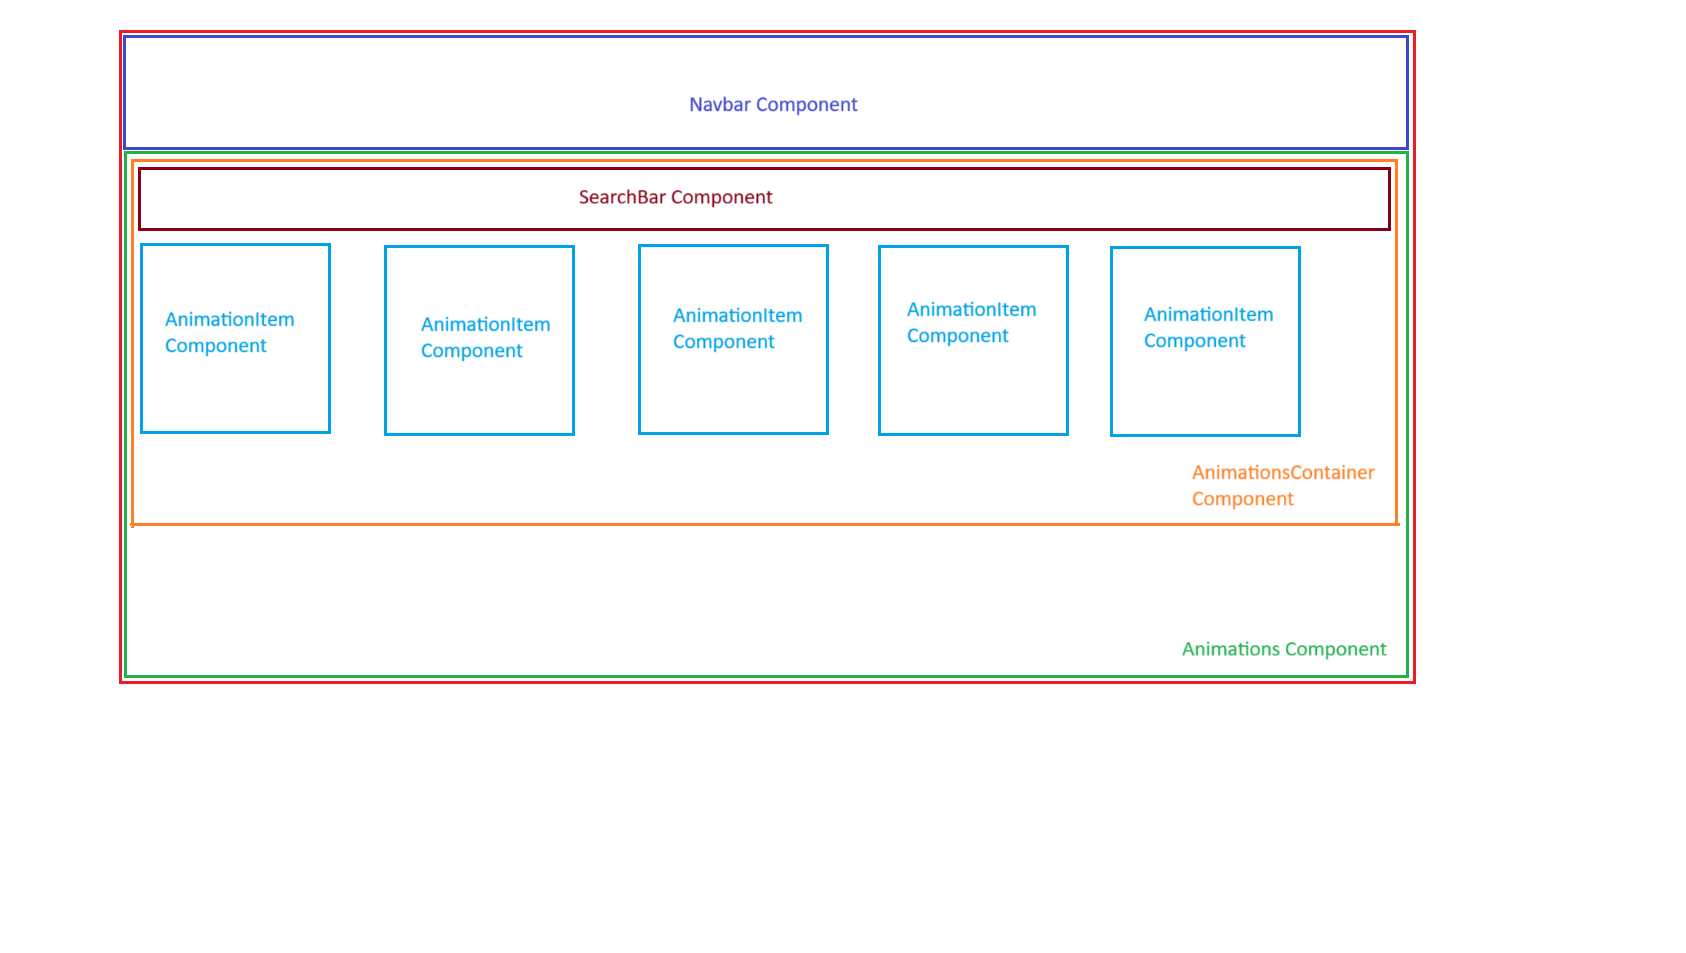 Navbar Component
SearchBar Component
AnimationItem
Component
AnimationItem
Component
AnimationItem
Component
AnimationItem
Component
AnimationItem
Component
AnimationsContainer
Component
Animations Component